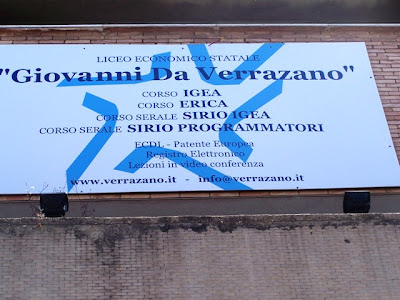 LICEO ECONOMICO STATALE
"Giovanni Da Verrazano"
CORSO IGEA
CORSO ERICA
CORSO SERALE SIRIO IGEA
CORSO SERALE SIRIO PROGRAMMATORI
ECDL - Patente Europea
Registro Elettronico
Lezioni in video conferenza
www.verrazano.it - info@verrazano.it